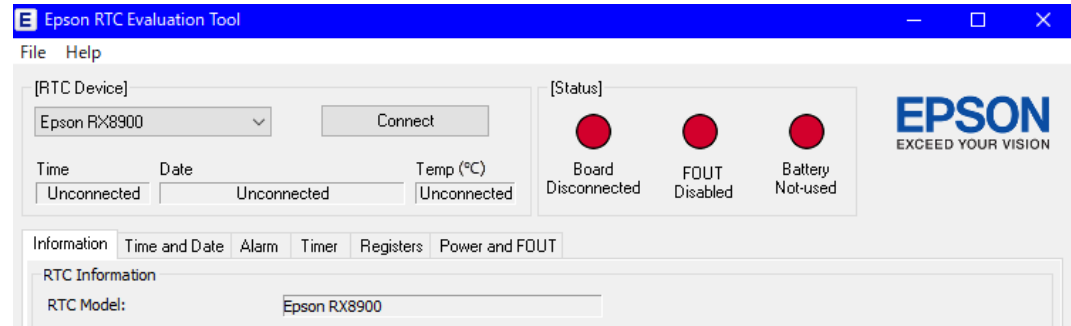 E Epson RTC Evaluation Tool
File Help
[RTC Device]
Epson RX8900
Connect
Time Date Temp (°C)
Unconnected Unconnected Unconnected
[Status]
Board
Disconnected
FOUT
Disabled
Battery
Not-used
EPSON
EXCEED YOUR VISION
Information Time and Date Alarm Timer Registers Power and FOUT
RTC Information
RTC Model: Epson RX8900